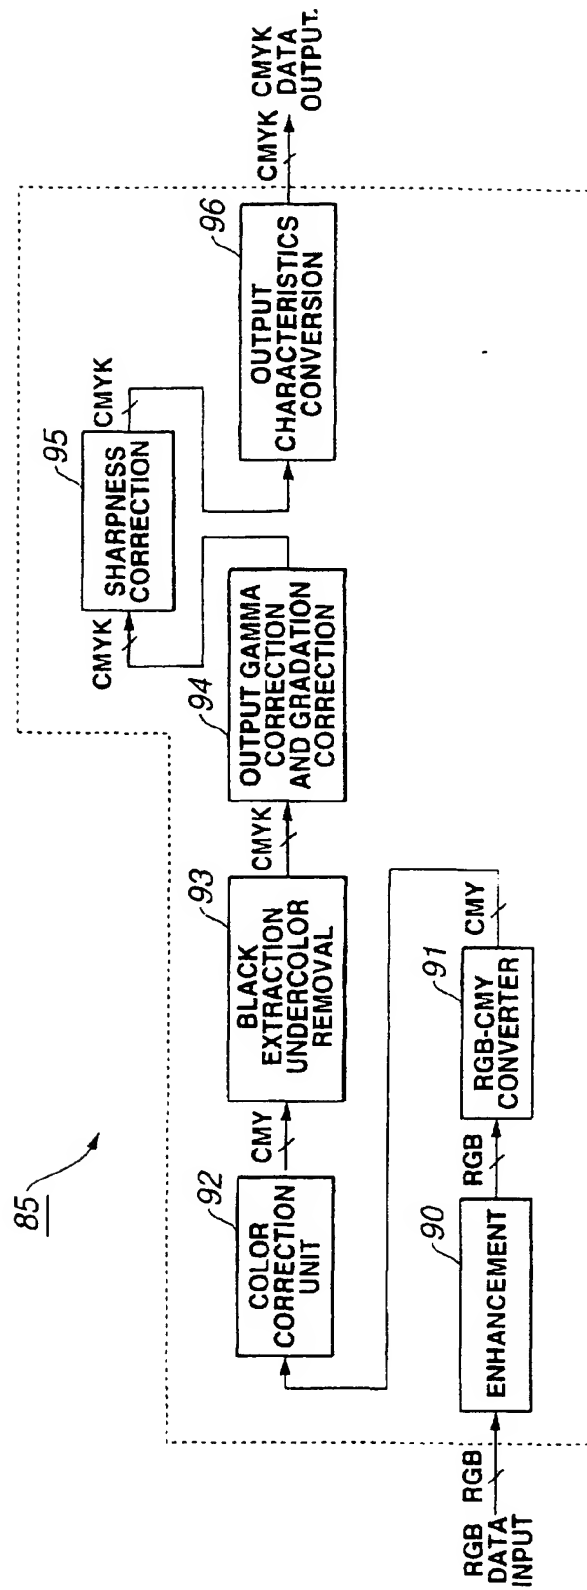 85
RGB
DATA
INPUT
RGB
90
ENHANCEMENT
RGB
91
RGB-CMY
CONVERTER
CMY
92
COLOR
CORRECTION
UNIT
CMY
93
BLACK
EXTRACTION
UNDERCOLOR
REMOVAL
CMYK
94
OUTPUT GAMMA
CORRECTION
AND GRADATION
CORRECTION
CMYK
95
SHARPNESS
CORRECTION
CMYK
96
OUTPUT
CHARACTERISTICS
CONVERSION
CMYK
CMYK
DATA
OUTPUT.